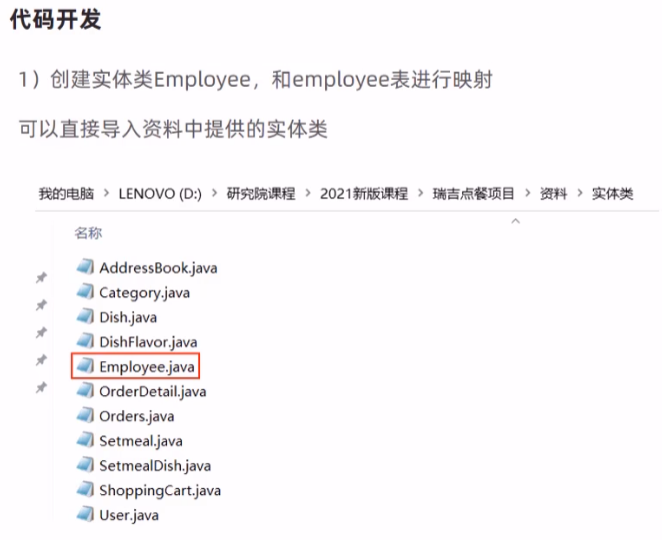 代码开发
1）创建实体类Employee，和employee表进行映射
可以直接导入资料中提供的实体类
我的电脑 > LENOVO (D:) > 研究院课程 > 2021新版课程 > 瑞吉点餐项目 > 资料 > 实体类
名称
AddressBook.java
Category.java
Dish.java
DishFlavor.java
Employee.java
OrderDetail.java
Orders.java
Setmeal.java
SetmealDish.java
ShoppingCart.java
User.java